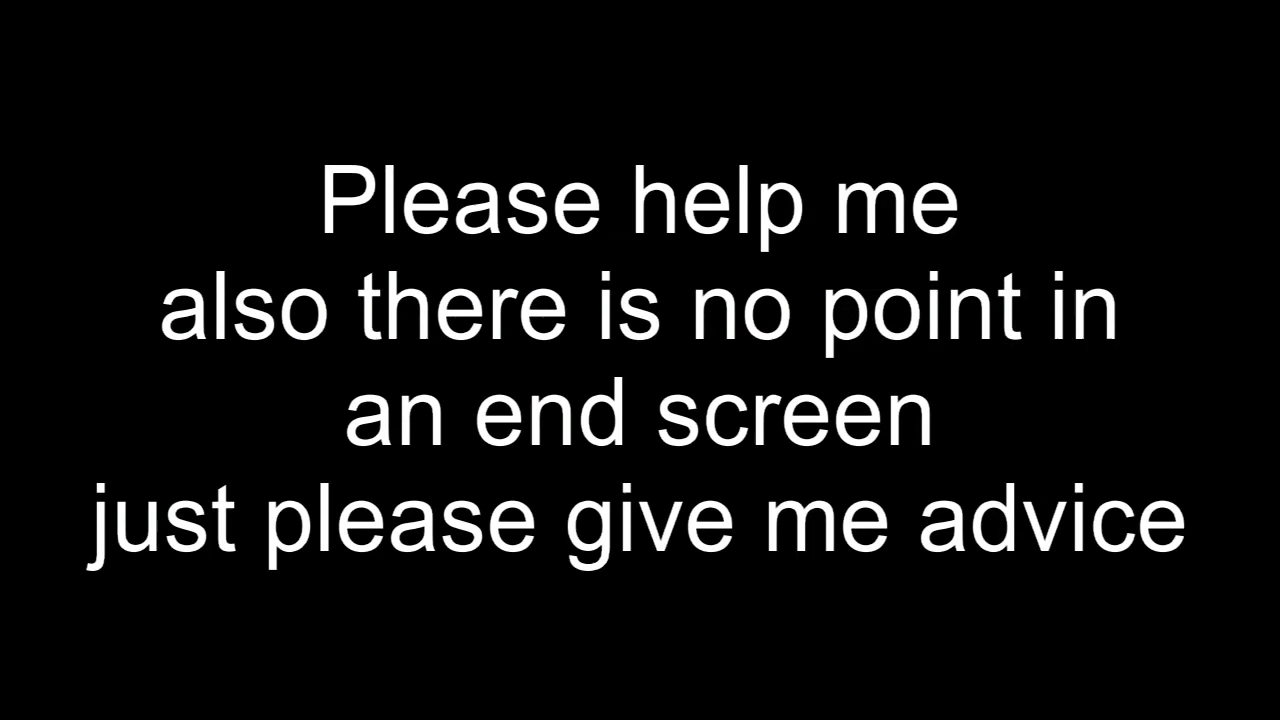 Please help me
also there is no point in
an end screen
just please give me advice